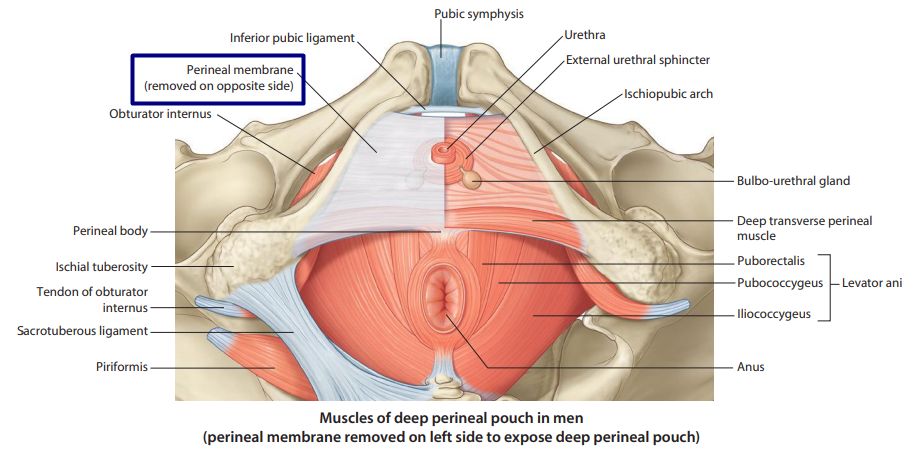 Pubic symphysis
Inferior pubic ligament
Urethra
External urethral sphincter
Perineal membrane
(removed on opposite side)
Ischiopubic arch
Obturator internus
Bulbo-urethral gland
Perineal body
Deep transverse perineal
muscle
Ischial tuberosity
Puborectalis
Pubococcygeus
Levator ani
Tendon of obturator
internus
Iliococcygeus
Sacrotuberous ligament
Piriformis
Anus
Muscles of deep perineal pouch in men
(perineal membrane removed on left side to expose deep perineal pouch)